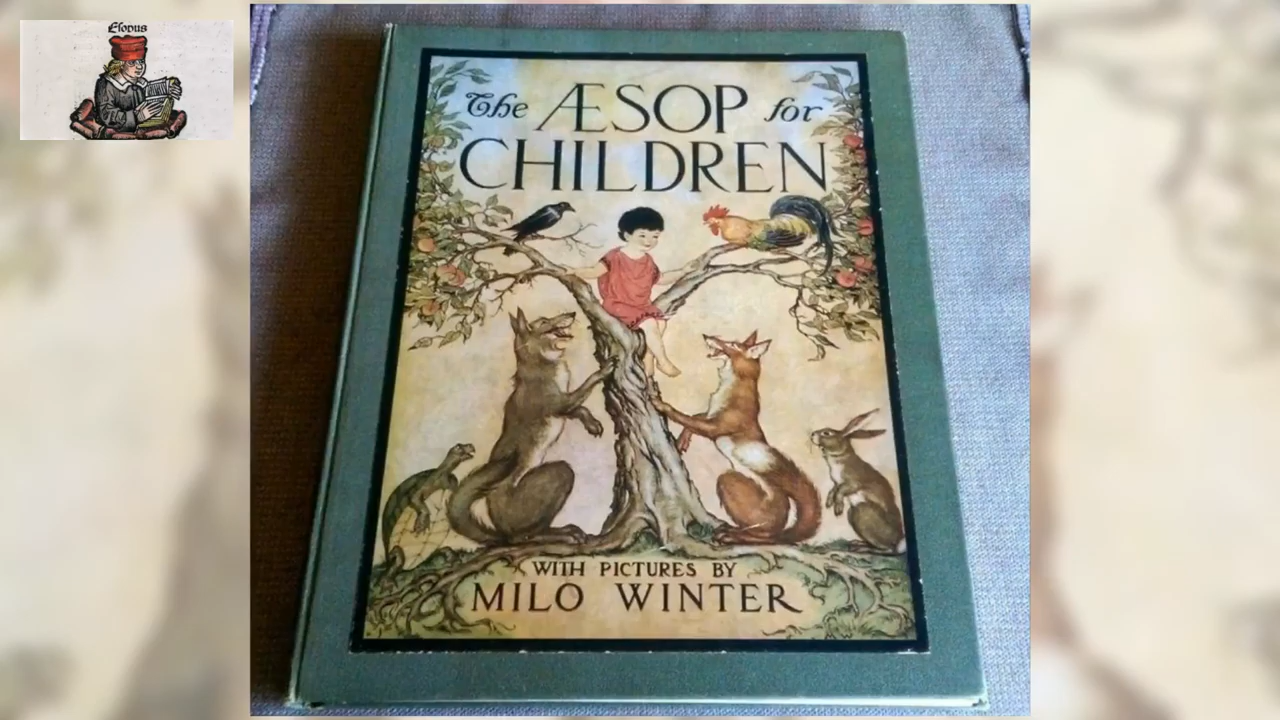 Esopus
The ÆSOP for
CHILDREN
WITH PICTURES BY
MILO WINTER